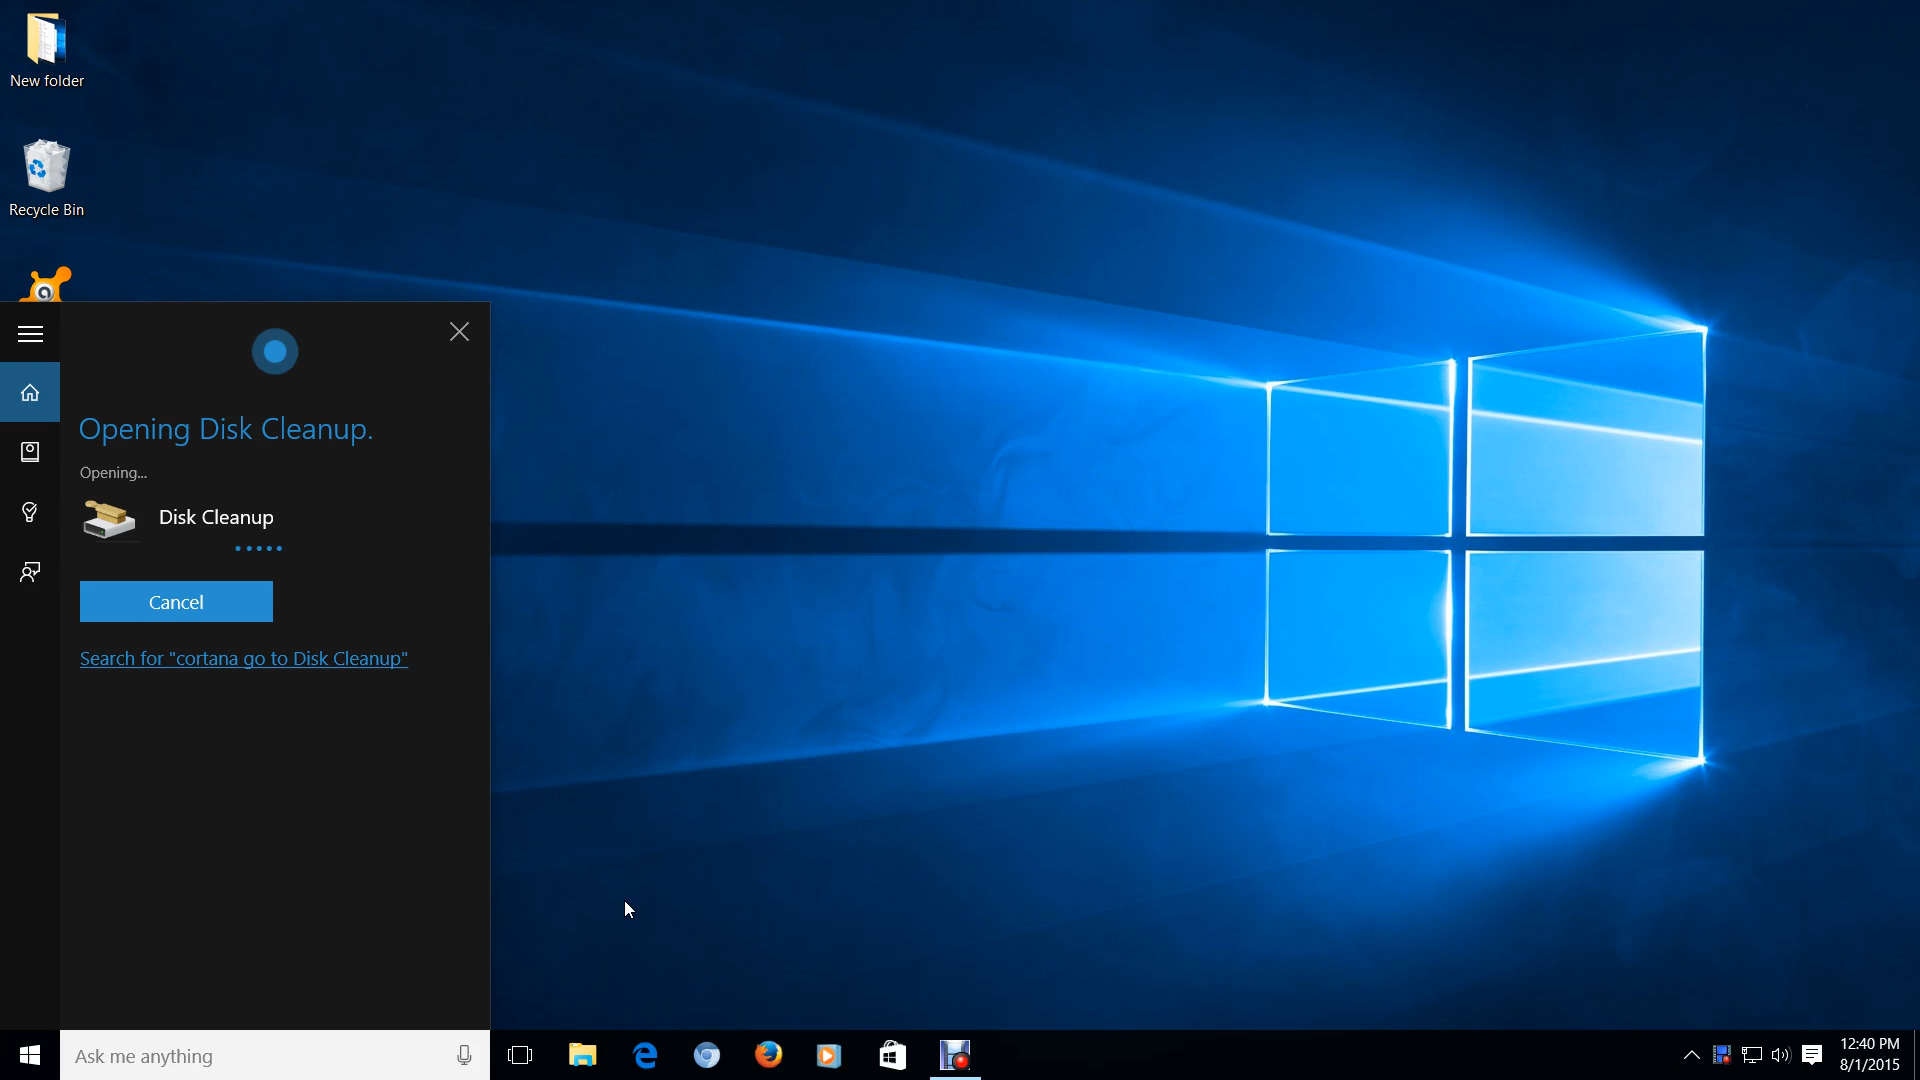 New folder
Recycle Bin
Opening Disk Cleanup.
Opening...
Disk Cleanup
Cancel
Search for "cortana go to Disk Cleanup"
Ask me anything
12:40 PM
8/1/2015